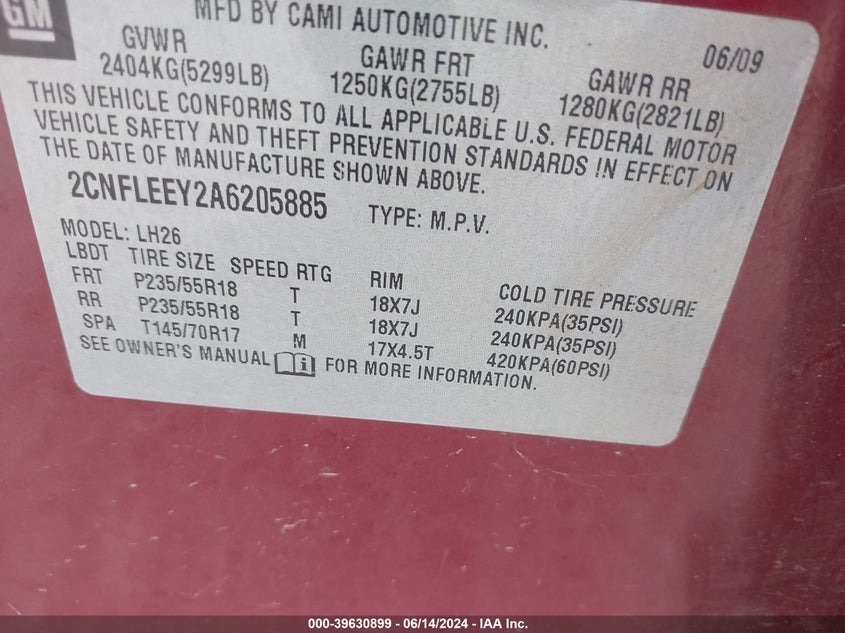 GM
MFD BY CAMI AUTOMOTIVE INC.
06/09
GVWR GAWR FRT GAWR RR
2404KG(5299LB) 1250KG(2755LB) 1280KG(2821LB)
THIS VEHICLE CONFORMS TO ALL APPLICABLE U.S. FEDERAL MOTOR
VEHICLE SAFETY AND THEFT PREVENTION STANDARDS IN EFFECT ON
THE DATE OF MANUFACTURE SHOWN ABOVE.
2CNFLEEY2A6205885 TYPE: M.P.V.
MODEL: LH26
LBDT TIRE SIZE SPEED RTG RIM COLD TIRE PRESSURE
FRT P235/55R18 T 18X7J 240KPA(35PSI)
RR P235/55R18 T 18X7J 240KPA(35PSI)
SPA T145/70R17 M 17X4.5T 420KPA(60PSI)
SEE OWNER'S MANUAL FOR MORE INFORMATION.
000-39630899 - 06/14/2024 - IAA Inc.